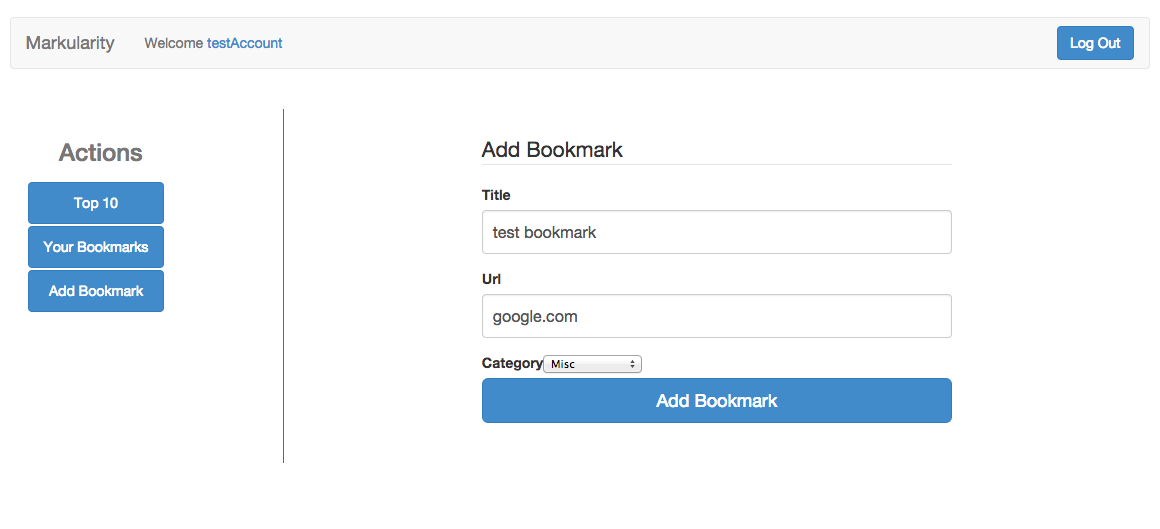 Markularity Welcome testAccount Log Out
Actions
Top 10
Your Bookmarks
Add Bookmark
Add Bookmark
Title
test bookmark
Url
google.com
Category Misc
Add Bookmark